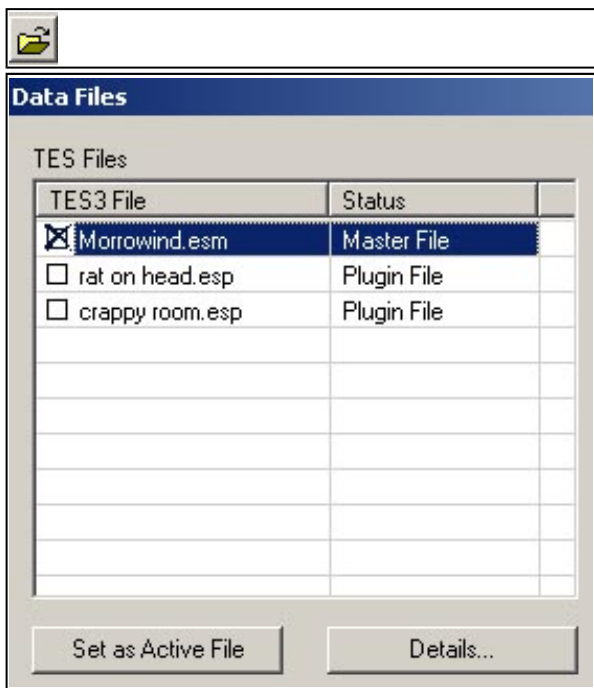 Data Files
TES Files
TES3 File Status
Morrowind.esm Master File
rat on head.esp Plugin File
crappy room.esp Plugin File
Set as Active File Details...